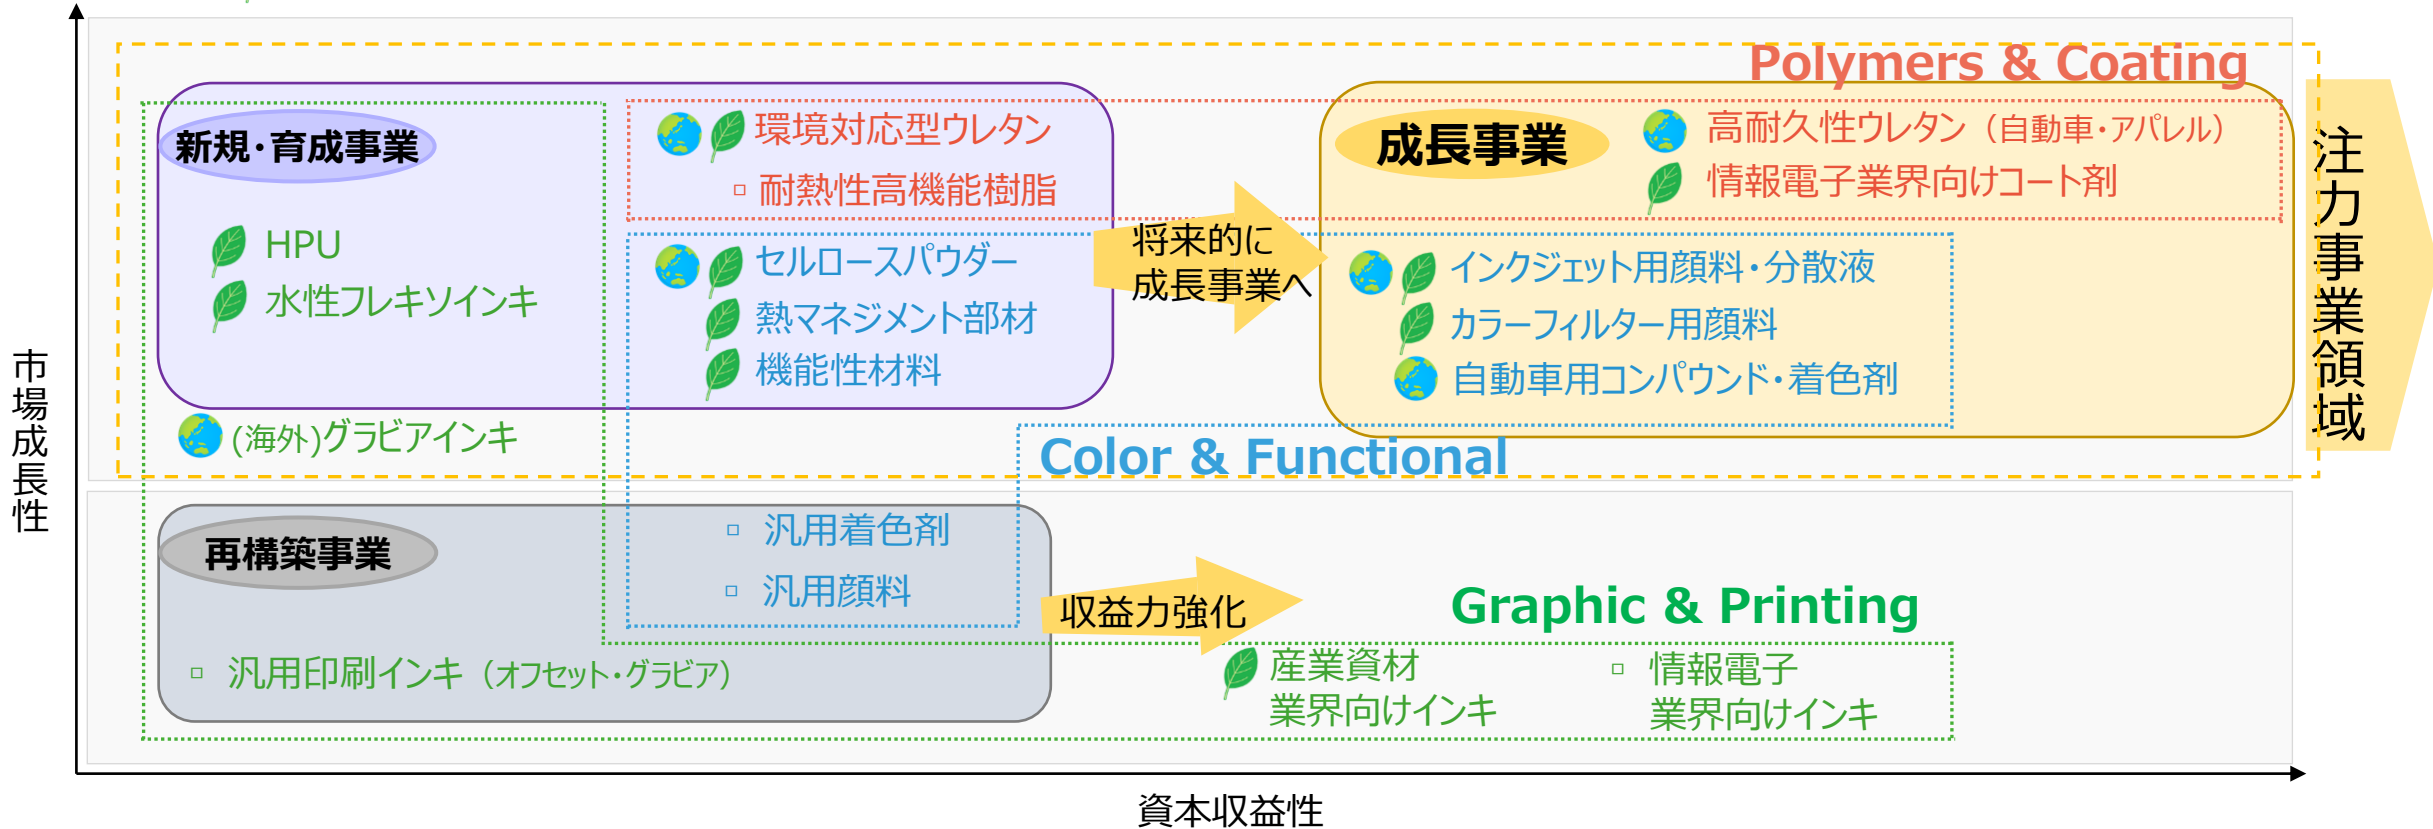 Polymers & Coating
新規・育成事業
環境対応型ウレタン
▫ 耐熱性高機能樹脂
HPU
水性フレキソインキ
セルロースパウダー
熱マネジメント部材
機能性材料
(海外)グラビアインキ
将来的に
成長事業へ
成長事業
高耐久性ウレタン（自動車・アパレル）
情報電子業界向けコート剤
インクジェット用顔料・分散液
カラーフィルター用顔料
自動車用コンパウンド・着色剤
注力事業領域
Color & Functional
市場成長性
再構築事業
▫ 汎用着色剤
▫ 汎用顔料
▫ 汎用印刷インキ（オフセット・グラビア）
収益力強化
Graphic & Printing
産業資材
業界向けインキ
▫ 情報電子
業界向けインキ
資本収益性